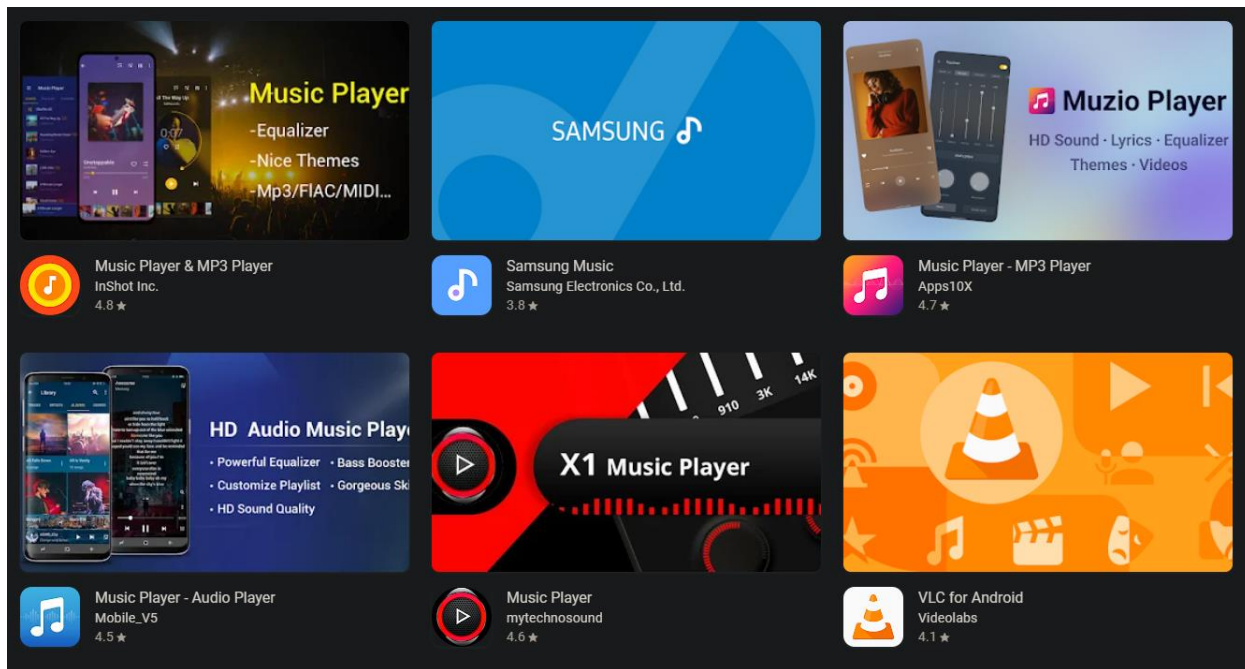 Music Player
-Equalizer
-Nice Themes
-Mp3/FlAC/MIDI...
Music Player & MP3 Player
InShot Inc.
4.8 ★
SAMSUNG
Samsung Music
Samsung Electronics Co., Ltd.
3.8 ★
Muzio Player
HD Sound · Lyrics · Equalizer
Themes · Videos
Music Player - MP3 Player
Apps10X
4.7 ★
Library
HD Audio Music Playe
• Powerful Equalizer • Bass Booster
• Customize Playlist • Gorgeous Ski
• HD Sound Quality
Music Player - Audio Player
Mobile_V5
4.5 ★
910 3K 14K
X1 Music Player
Music Player
mytechnosound
4.6 ★
VLC for Android
Videolabs
4.1 ★